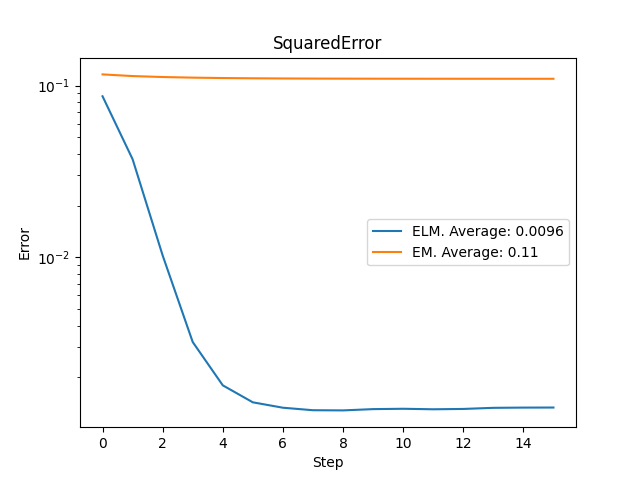 SquaredError
Error
10⁻¹
10⁻²
ELM. Average: 0.0096
EM. Average: 0.11
0 2 4 6 8 10 12 14
Step